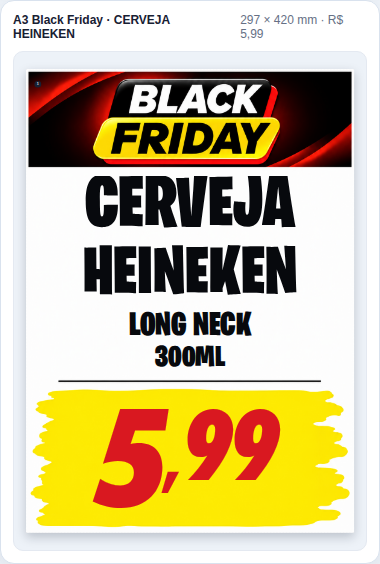 A3 Black Friday · CERVEJA
HEINEKEN
297 × 420 mm · R$
5,99
BLACK
FRIDAY
CERVEJA
HEINEKEN
LONG NECK
300ML
5,99